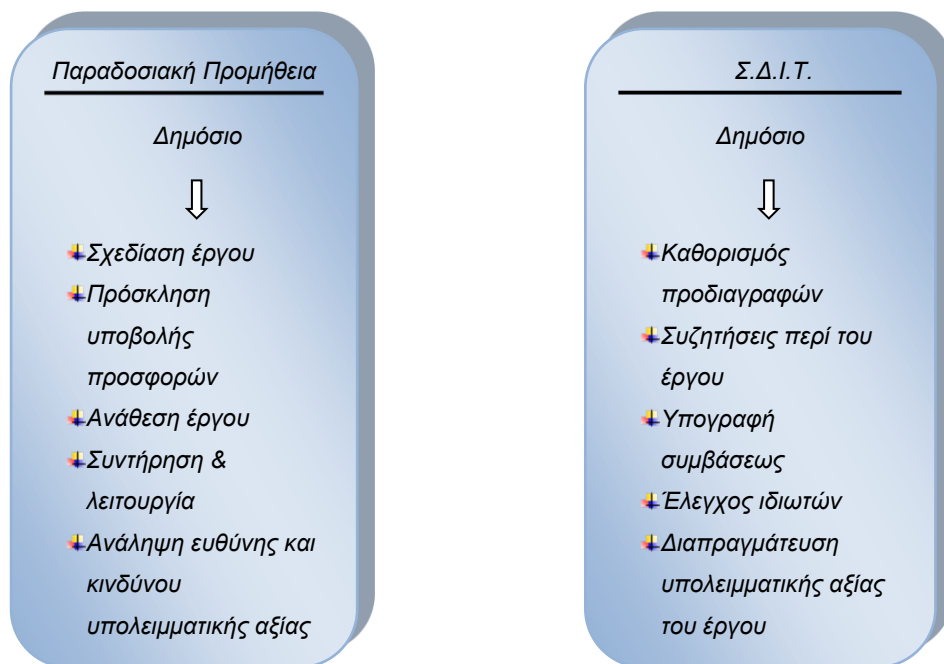 Παραδοσιακή Προμήθεια
Δημόσιο
Σχεδίαση έργου
Πρόσκληση
υποβολής
προσφορών
Ανάθεση έργου
Συντήρηση &
λειτουργία
Ανάληψη ευθύνης και
κινδύνου
υπολειμματικής αξίας
Σ.Δ.Ι.Τ.
Δημόσιο
Καθορισμός
προδιαγραφών
Συζητήσεις περί του
έργου
Υπογραφή
συμβάσεως
Έλεγχος ιδιωτών
Διαπραγμάτευση
υπολειμματικής αξίας
του έργου